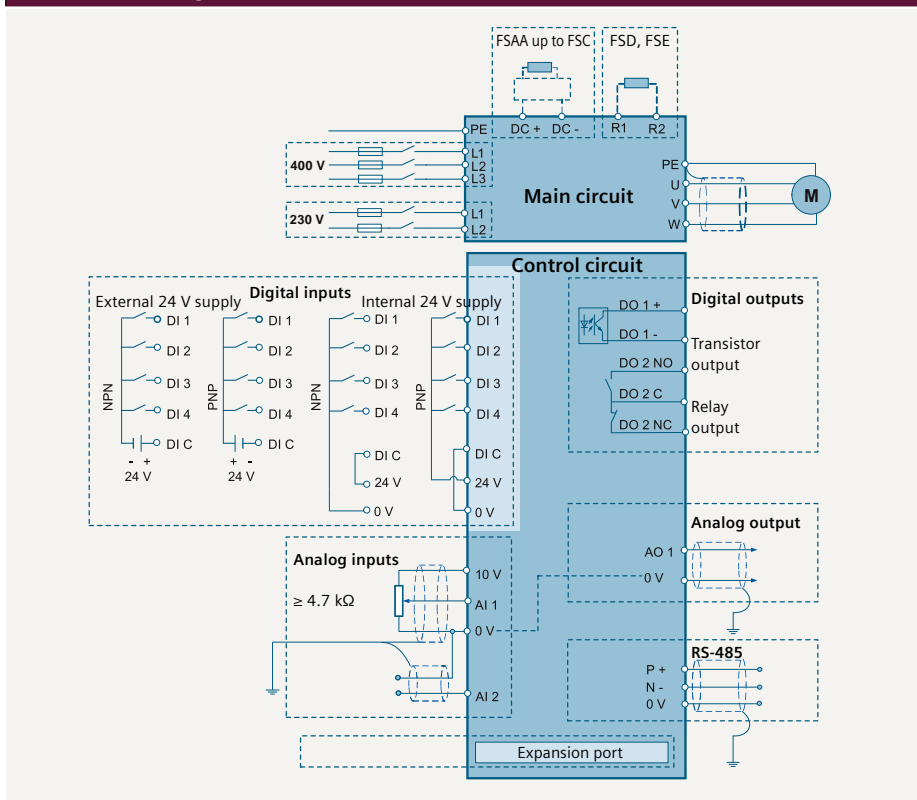 FSAA up to FSC
FSD, FSE
PE
DC +
DC -
R1
R2
400 V
L1
L2
L3
230 V
L1
L2
Main circuit
PE
U
V
W
M
Control circuit
Digital inputs
External 24 V supply
Internal 24 V supply
NPN
DI 1
DI 2
DI 3
DI 4
DI C
- +
24 V
PNP
DI 1
DI 2
DI 3
DI 4
DI C
+ -
24 V
NPN
DI 1
DI 2
DI 3
DI 4
DI C
24 V
0 V
PNP
DI 1
DI 2
DI 3
DI 4
DI C
24 V
0 V
Digital outputs
DO 1 +
DO 1 -
Transistor
output
DO 2 NO
DO 2 C
DO 2 NC
Relay
output
Analog inputs
≥ 4.7 kΩ
10 V
AI 1
0 V
AI 2
Analog output
AO 1
0 V
RS-485
P +
N -
0 V
Expansion port